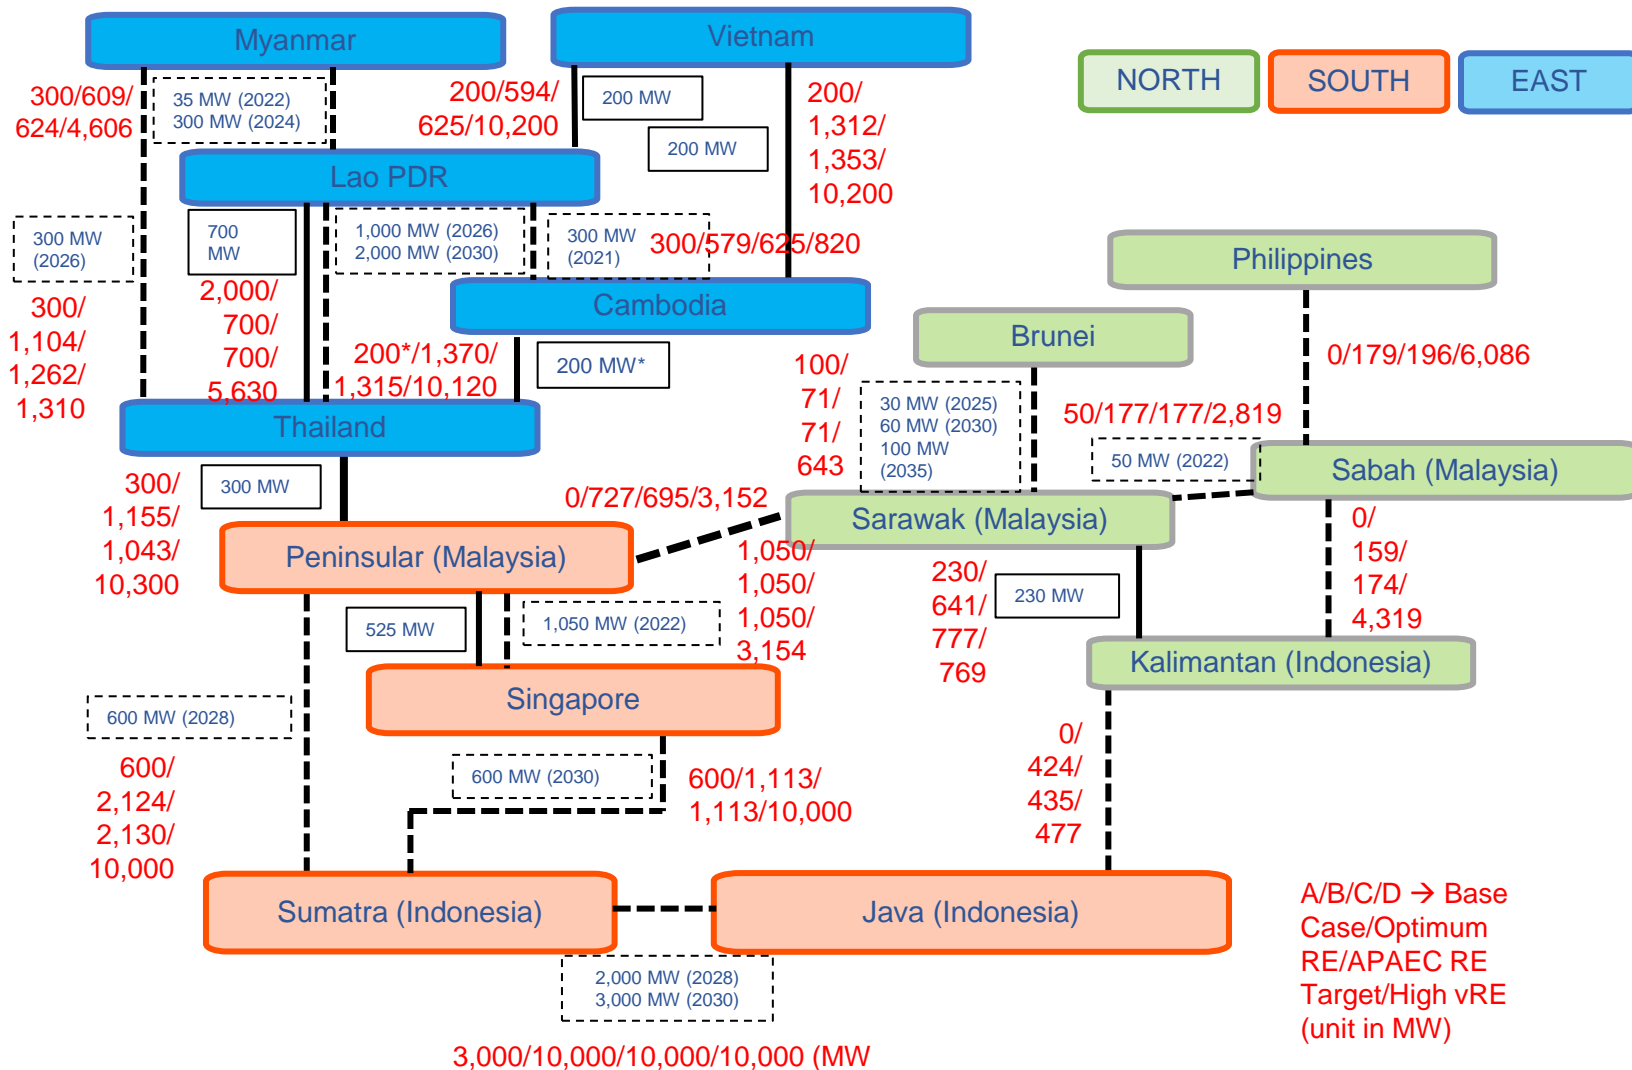 Myanmar
Vietnam
NORTH
SOUTH
EAST
300/609/
624/4,606
35 MW (2022)
300 MW (2024)
200/594/
625/10,200
200 MW
200 MW
200/
1,312/
1,353/
10,200
Lao PDR
300 MW
(2026)
700
MW
1,000 MW (2026)
2,000 MW (2030)
300 MW
(2021)
300/579/625/820
Philippines
300/
1,104/
1,262/
1,310
2,000/
700/
700/
5,630
Cambodia
200*/1,370/
1,315/10,120
200 MW*
Brunei
0/179/196/6,086
100/
71/
71/
643
30 MW (2025)
60 MW (2030)
100 MW
(2035)
50/177/177/2,819
50 MW (2022)
Thailand
Sabah (Malaysia)
300/
1,155/
1,043/
10,300
300 MW
0/727/695/3,152
Sarawak (Malaysia)
Peninsular (Malaysia)
1,050/
1,050/
1,050/
3,154
230/
641/
777/
769
230 MW
0/
159/
174/
4,319
525 MW
1,050 MW (2022)
Kalimantan (Indonesia)
Singapore
600 MW (2028)
600/
2,124/
2,130/
10,000
600 MW (2030)
600/1,113/
1,113/10,000
0/
424/
435/
477
Sumatra (Indonesia)
Java (Indonesia)
A/B/C/D → Base
Case/Optimum
RE/APAEC RE
Target/High vRE
(unit in MW)
2,000 MW (2028)
3,000 MW (2030)
3,000/10,000/10,000/10,000 (MW